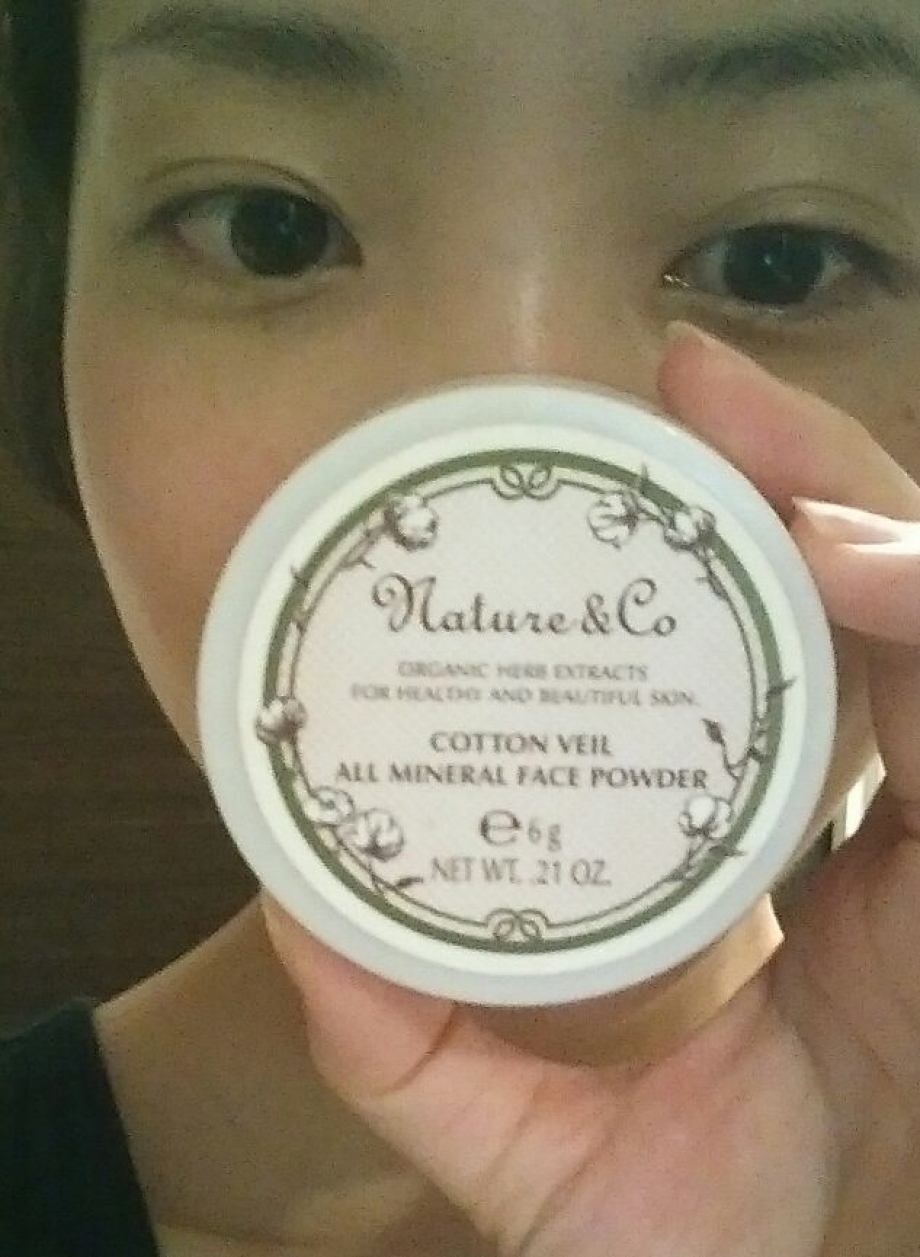 Nature & Co
ORGANIC HERB EXTRACTS
FOR HEALTHY AND BEAUTIFUL SKIN.
COTTON VEIL
ALL MINERAL FACE POWDER
℮ 6g
NET WT. .21 OZ.